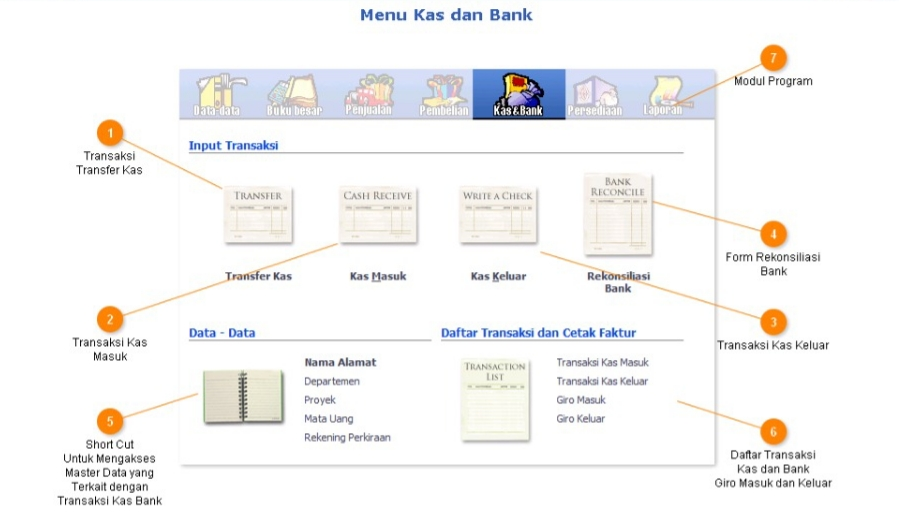 Menu Kas dan Bank
7
Modul Program
Data-data
Buku besar
Penjualan
Pembelian
Kas&Bank
Persediaan
Laporan
1
Transaksi
Transfer Kas
Input Transaksi
TRANSFER
CASH RECEIVE
WRITE A CHECK
BANK
RECONCILE
Transfer Kas
Kas Masuk
Kas Keluar
Rekonsiliasi
Bank
4
Form Rekonsiliasi
Bank
2
Transaksi Kas
Masuk
3
Transaksi Kas Keluar
Data - Data
Nama Alamat
Departemen
Proyek
Mata Uang
Rekening Perkiraan
Daftar Transaksi dan Cetak Faktur
TRANSACTION
LIST
Transaksi Kas Masuk
Transaksi Kas Keluar
Giro Masuk
Giro Keluar
5
Short Cut
Untuk Mengakses
Master Data yang
Terkait dengan
Transaksi Kas Bank
6
Daftar Transaksi
Kas dan Bank
Giro Masuk dan Keluar